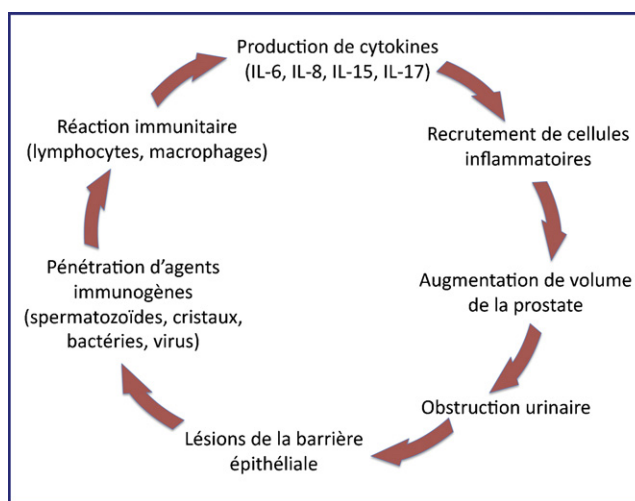 Production de cytokines
(IL-6, IL-8, IL-15, IL-17)
Recrutement de cellules
inflammatoires
Augmentation de volume
de la prostate
Obstruction urinaire
Lésions de la barrière
épithéliale
Pénétration d’agents
immunogènes
(spermatozoïdes, cristaux,
bactéries, virus)
Réaction immunitaire
(lymphocytes, macrophages)